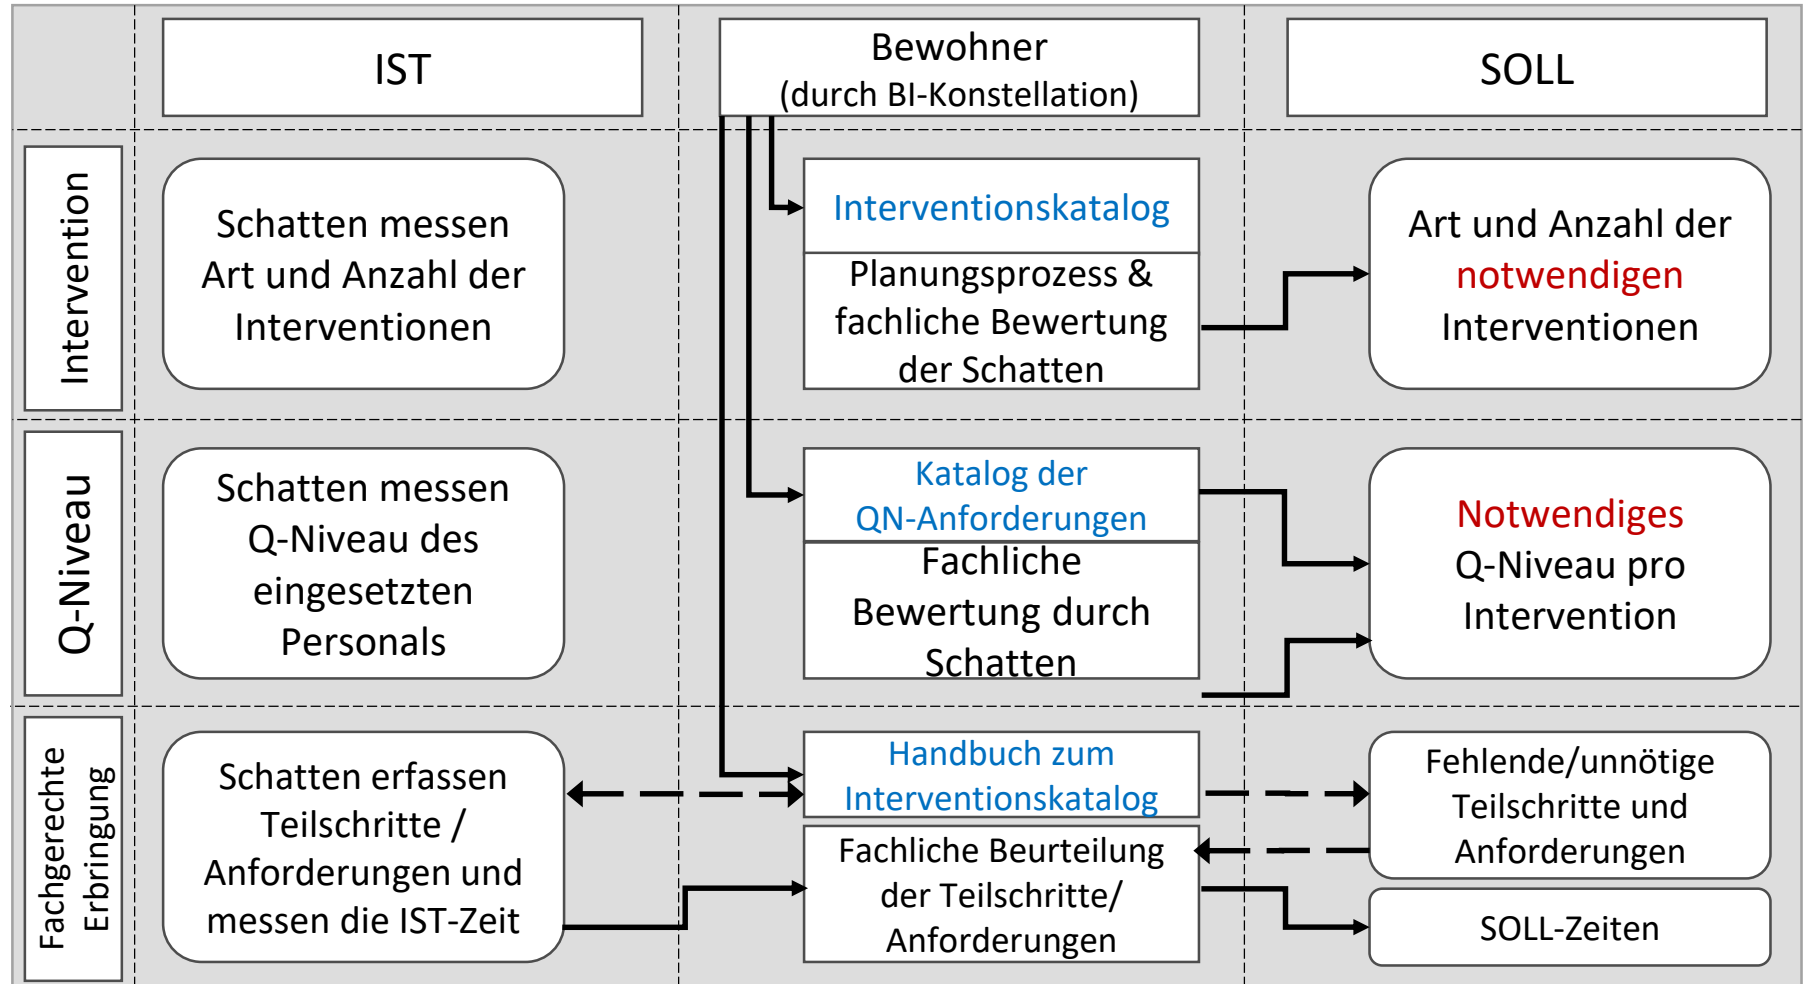 IST
Bewohner
(durch BI-Konstellation)
SOLL
Intervention
Schatten messen
Art und Anzahl der
Interventionen
Interventionskatalog
Planungsprozess &
fachliche Bewertung
der Schatten
Art und Anzahl der
notwendigen
Interventionen
Q-Niveau
Schatten messen
Q-Niveau des
eingesetzten
Personals
Katalog der
QN-Anforderungen
Fachliche
Bewertung durch
Schatten
Notwendiges
Q-Niveau pro
Intervention
Fachgerechte
Erbringung
Schatten erfassen
Teilschritte /
Anforderungen und
messen die IST-Zeit
Handbuch zum
Interventionskatalog
Fachliche Beurteilung
der Teilschritte/
Anforderungen
Fehlende/unnötige
Teilschritte und
Anforderungen
SOLL-Zeiten